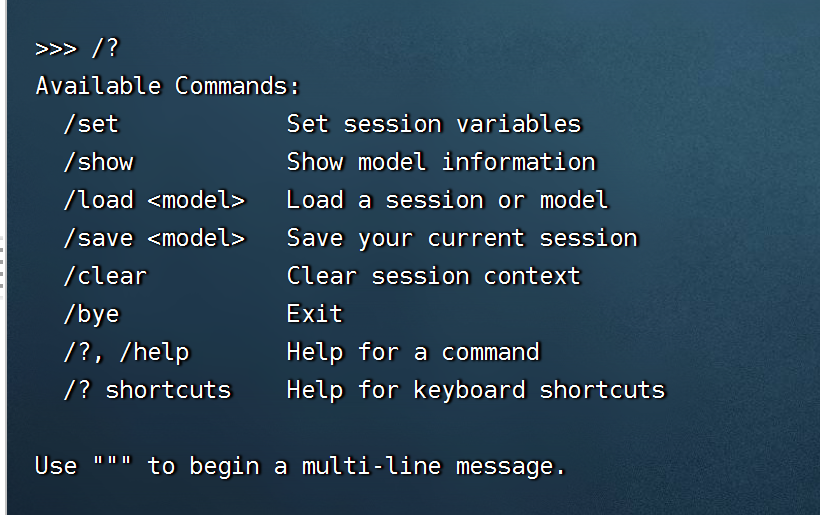 >>> /?
Available Commands:
  /set            Set session variables
  /show           Show model information
  /load <model>   Load a session or model
  /save <model>   Save your current session
  /clear          Clear session context
  /bye            Exit
  /?, /help       Help for a command
  /? shortcuts    Help for keyboard shortcuts

Use """ to begin a multi-line message.